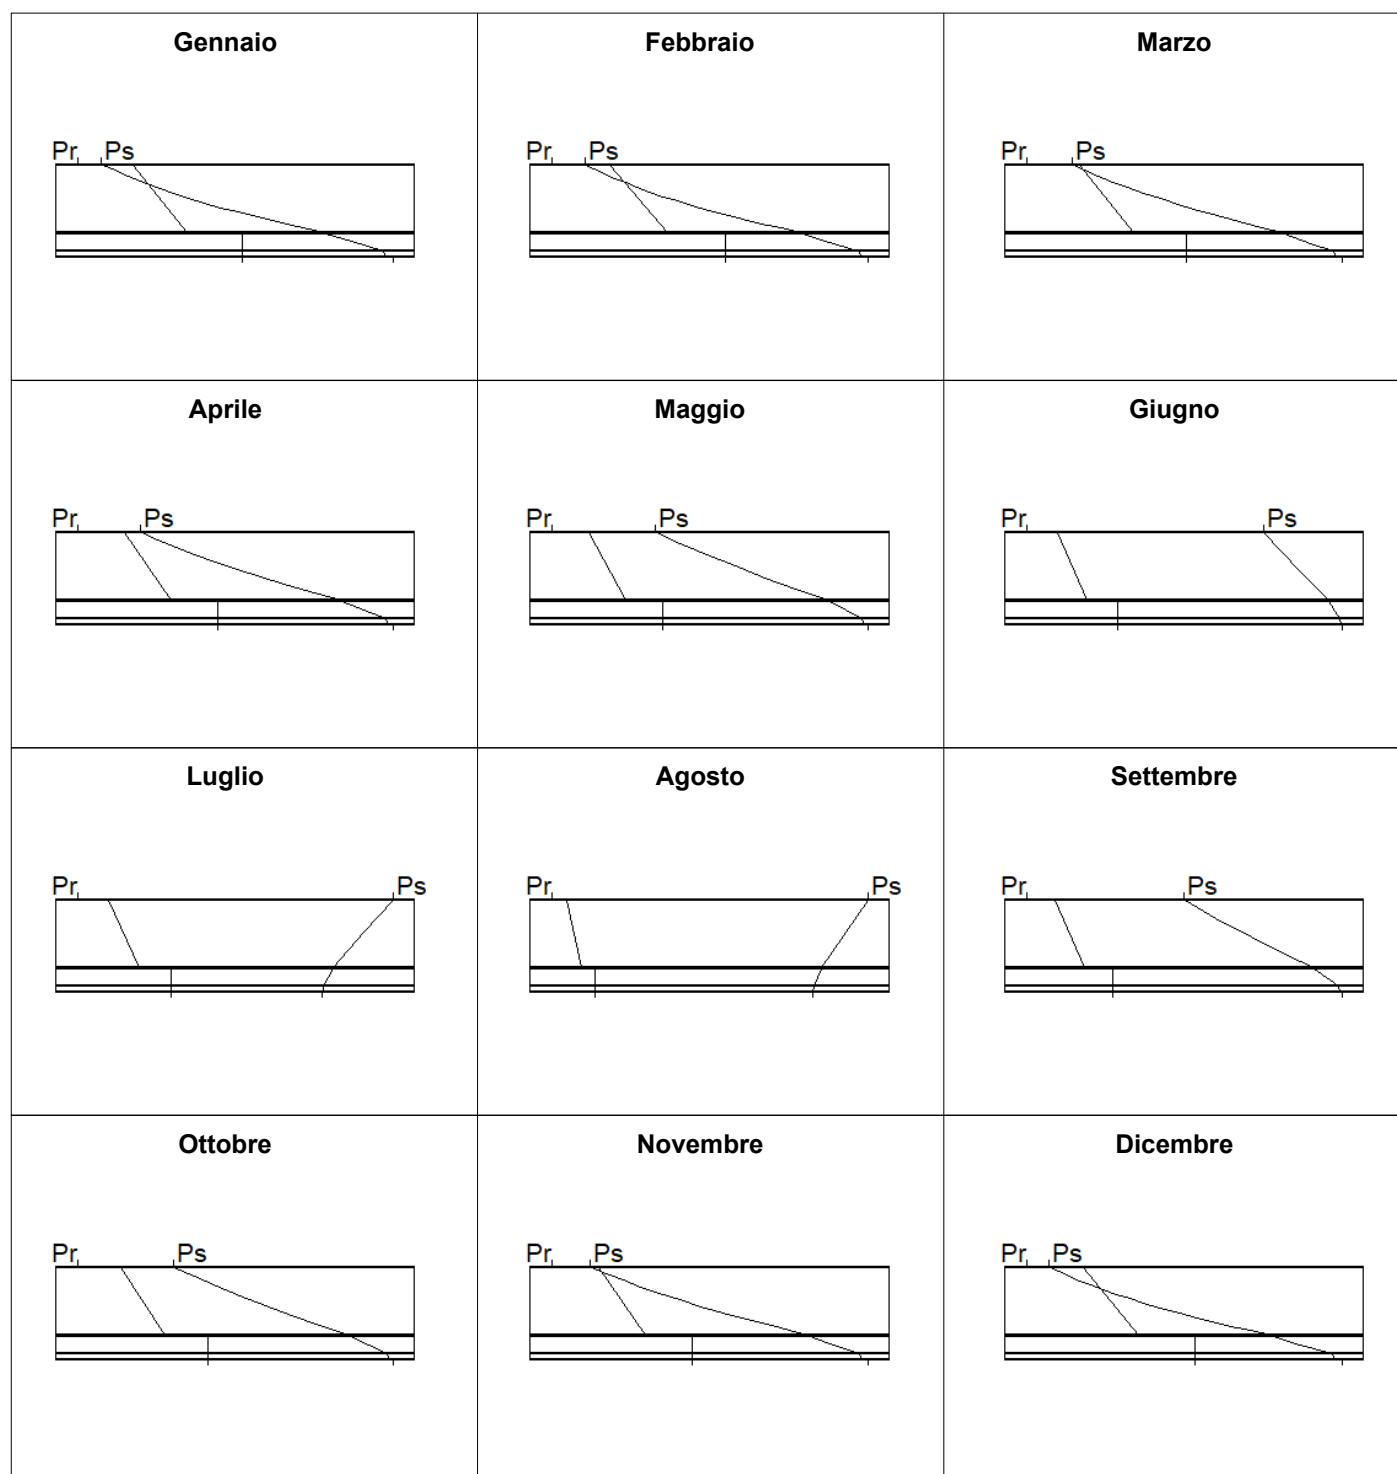 Gennaio
Febbraio
Marzo
Pr Ps
Pr Ps
Pr Ps
Aprile
Maggio
Giugno
Pr Ps
Pr Ps
Pr Ps
Luglio
Agosto
Settembre
Pr Ps
Pr Ps
Pr Ps
Ottobre
Novembre
Dicembre
Pr Ps
Pr Ps
Pr Ps